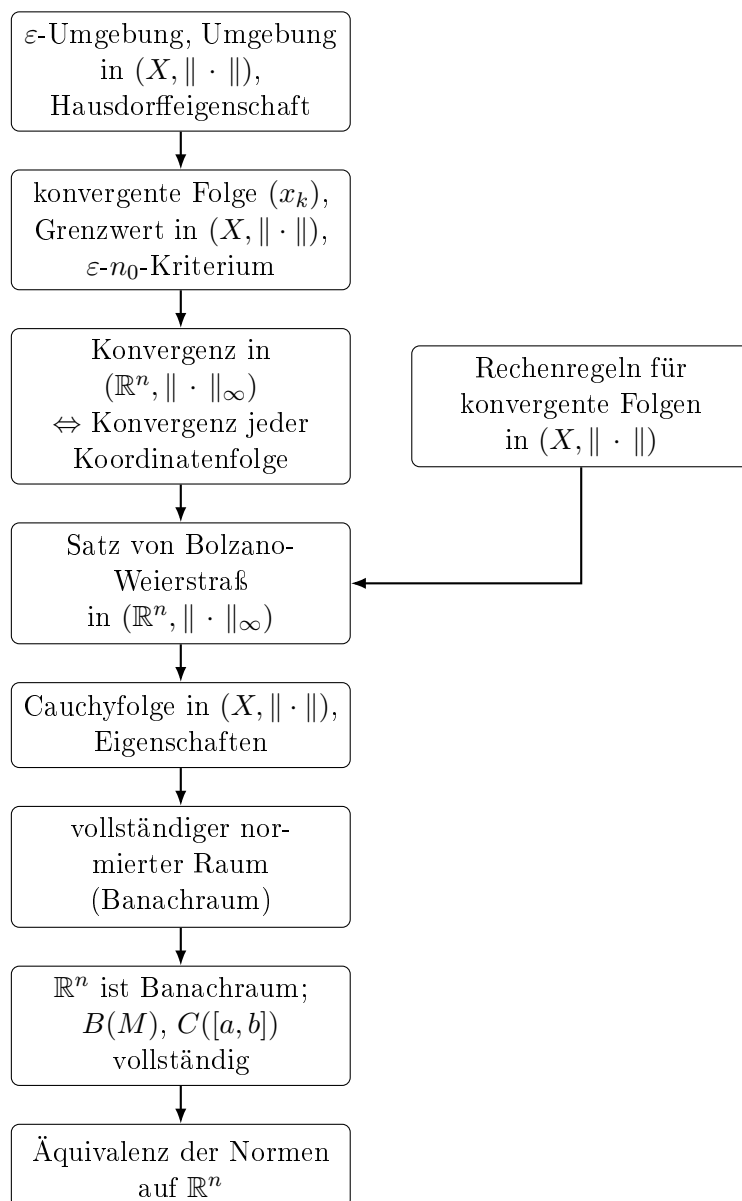 ε-Umgebung, Umgebung
in (X, ‖ · ‖),
Hausdorffeigenschaft
konvergente Folge (xₖ),
Grenzwert in (X, ‖ · ‖),
ε-n₀-Kriterium
Konvergenz in
(ℝⁿ, ‖ · ‖∞)
⇔ Konvergenz jeder
Koordinatenfolge
Rechenregeln für
konvergente Folgen
in (X, ‖ · ‖)
Satz von Bolzano-
Weierstraß
in (ℝⁿ, ‖ · ‖∞)
Cauchyfolge in (X, ‖ · ‖),
Eigenschaften
vollständiger nor-
mierter Raum
(Banachraum)
ℝⁿ ist Banachraum;
B(M), C([a, b])
vollständig
Äquivalenz der Normen
auf ℝⁿ